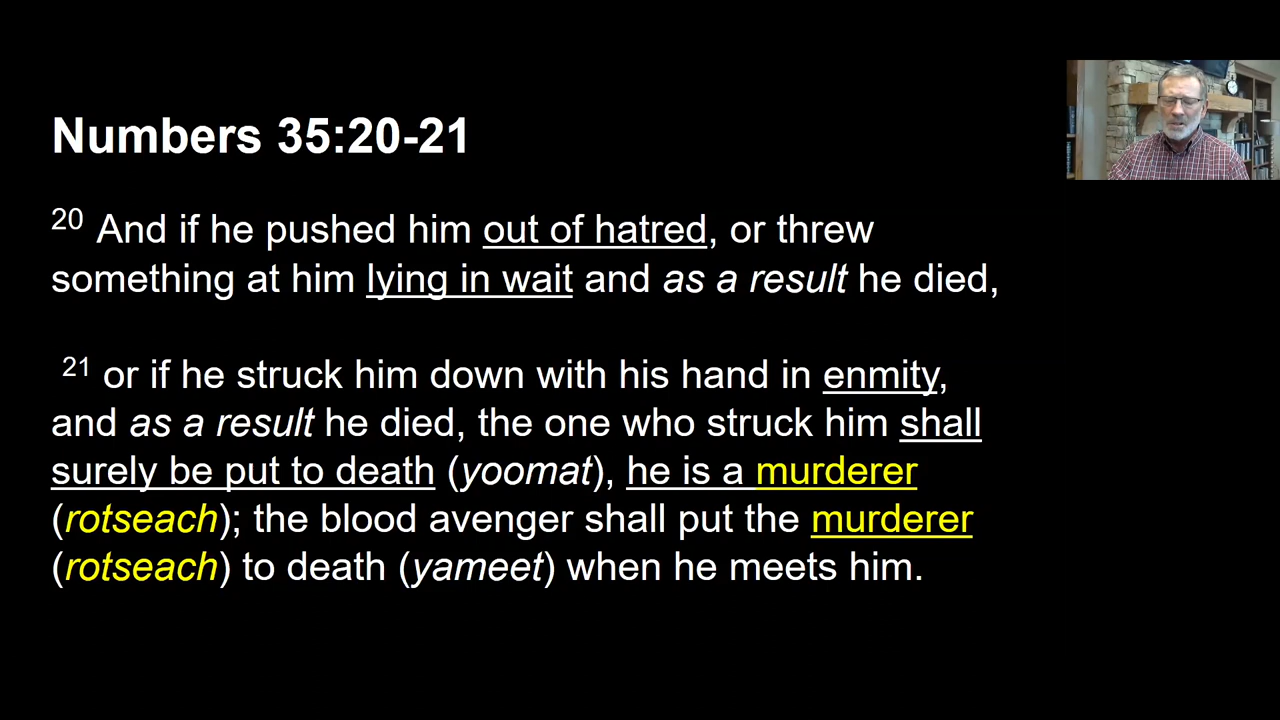 Numbers 35:20-21
20 And if he pushed him out of hatred, or threw
something at him lying in wait and as a result he died,
21 or if he struck him down with his hand in enmity,
and as a result he died, the one who struck him shall
surely be put to death (yoomat), he is a murderer
(rotseach); the blood avenger shall put the murderer
(rotseach) to death (yameet) when he meets him.